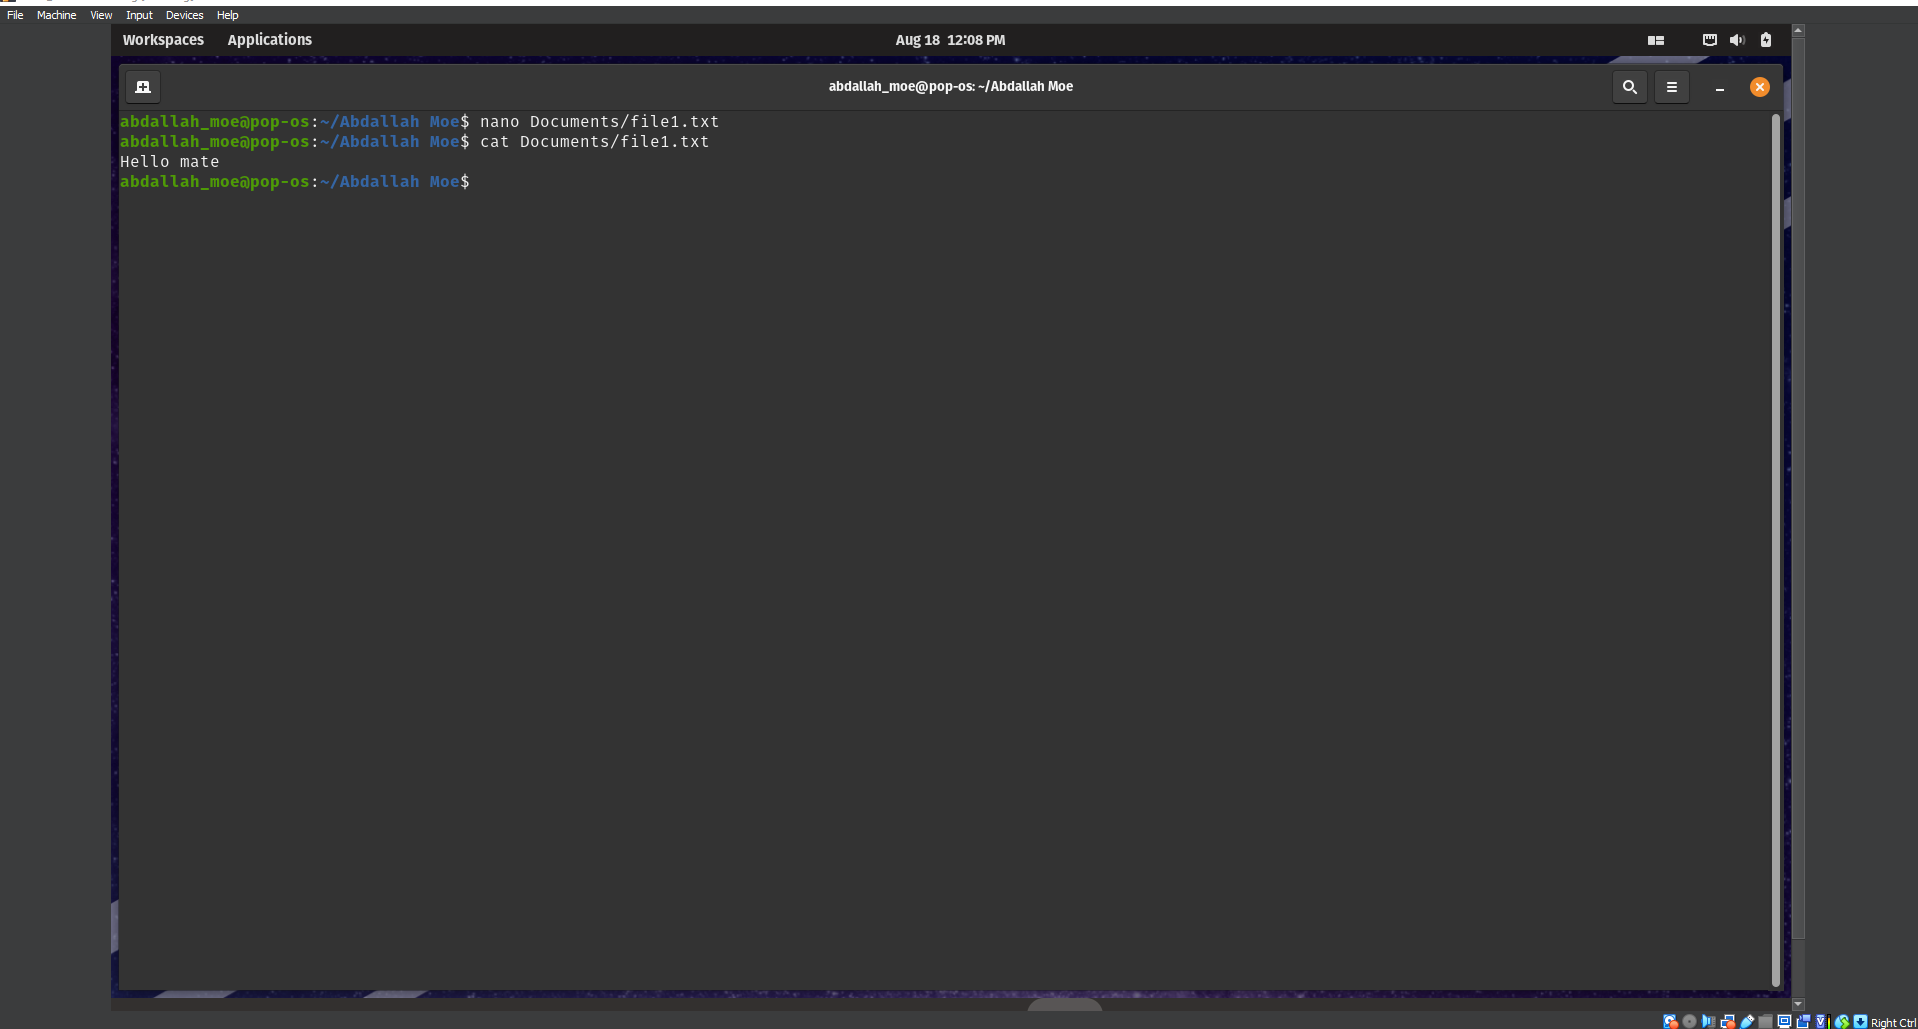 File Machine View Input Devices Help
Workspaces Applications Aug 18 12:08 PM
abdallah_moe@pop-os: ~/Abdallah Moe
abdallah_moe@pop-os:~/Abdallah Moe$ nano Documents/file1.txt
abdallah_moe@pop-os:~/Abdallah Moe$ cat Documents/file1.txt
Hello mate
abdallah_moe@pop-os:~/Abdallah Moe$
Right Ctrl